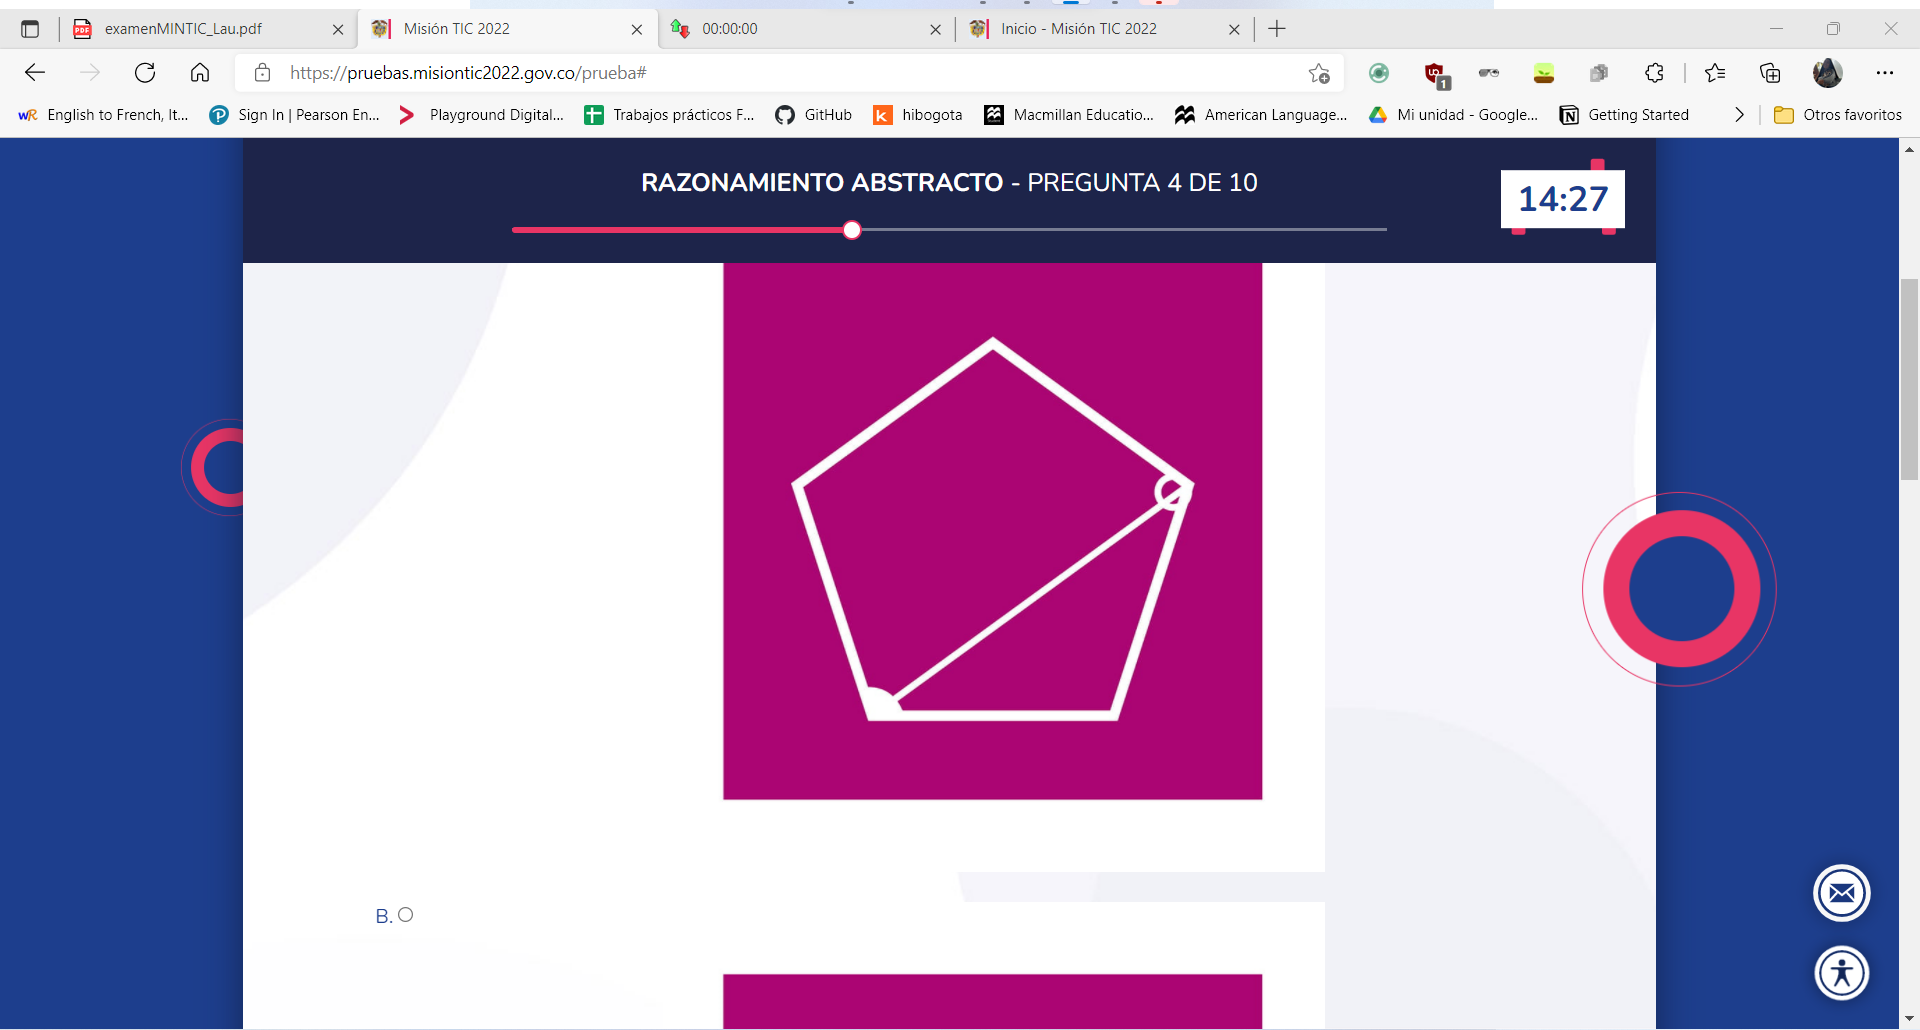 examenMINTIC_Lau.pdf
Misión TIC 2022
00:00:00
Inicio - Misión TIC 2022
https://pruebas.misiontic2022.gov.co/prueba#
1
English to French, It...
Sign In | Pearson En...
Playground Digital...
Trabajos prácticos F...
GitHub
hibogota
Macmillan Educatio...
American Language...
Mi unidad - Google...
Getting Started
Otros favoritos
RAZONAMIENTO ABSTRACTO - PREGUNTA 4 DE 10
14:27
B.